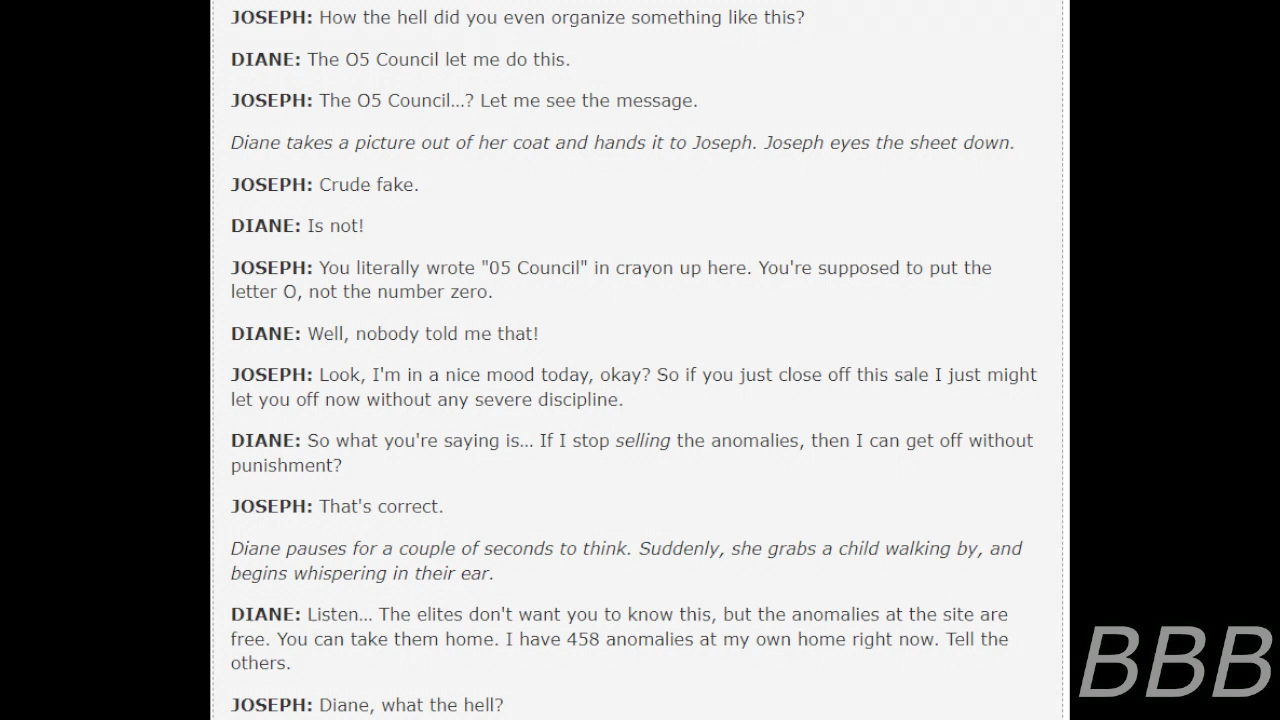 JOSEPH: How the hell did you even organize something like this?
DIANE: The O5 Council let me do this.
JOSEPH: The O5 Council...? Let me see the message.
Diane takes a picture out of her coat and hands it to Joseph. Joseph eyes the sheet down.
JOSEPH: Crude fake.
DIANE: Is not!
JOSEPH: You literally wrote "05 Council" in crayon up here. You're supposed to put the
letter O, not the number zero.
DIANE: Well, nobody told me that!
JOSEPH: Look, I'm in a nice mood today, okay? So if you just close off this sale I just might
let you off now without any severe discipline.
DIANE: So what you're saying is... If I stop selling the anomalies, then I can get off without
punishment?
JOSEPH: That's correct.
Diane pauses for a couple of seconds to think. Suddenly, she grabs a child walking by, and
begins whispering in their ear.
DIANE: Listen... The elites don't want you to know this, but the anomalies at the site are
free. You can take them home. I have 458 anomalies at my own home right now. Tell the
others.
JOSEPH: Diane, what the hell?
BBB